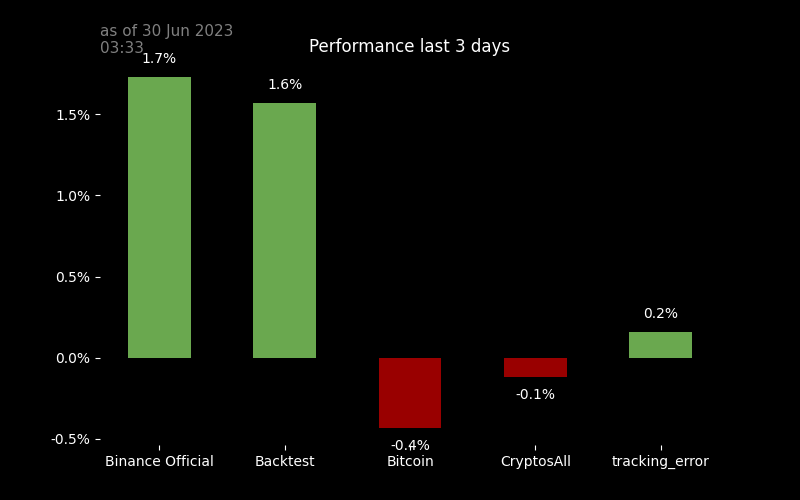 as of 30 Jun 2023
03:33
Performance last 3 days
1.7%
1.6%
1.5%
1.0%
0.5%
0.2%
0.0%
-0.1%
-0.5%
-0.4%
Binance Official
Backtest
Bitcoin
CryptosAll
tracking_error